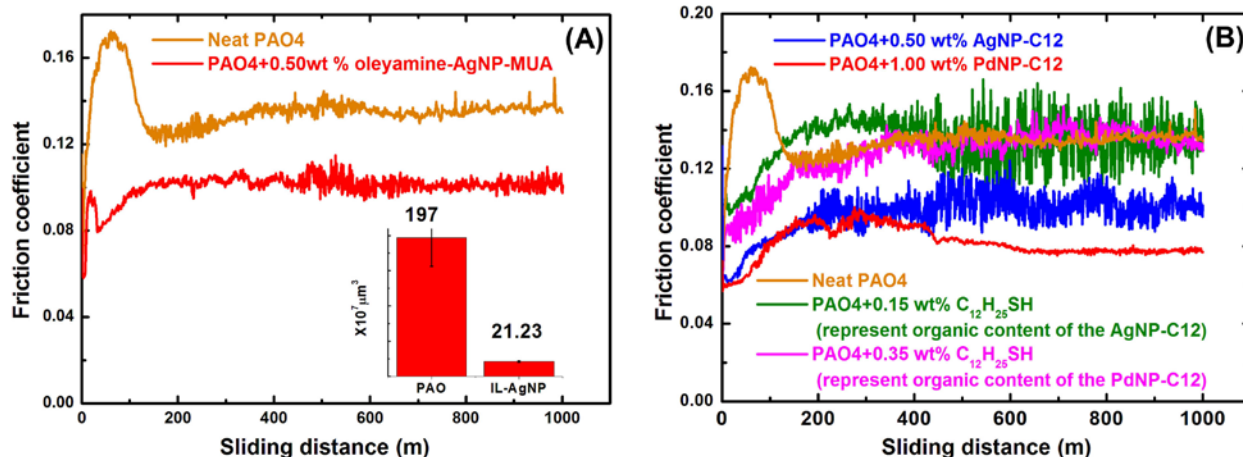 (A)
Neat PAO4
PAO4+0.50wt % oleyamine-AgNP-MUA
Friction coefficient
0.16
0.12
0.08
0.04
0.00
197
21.23
X10⁷µm³
PAO IL-AgNP
0 200 400 600 800 1000
Sliding distance (m)
(B)
PAO4+0.50 wt% AgNP-C12
PAO4+1.00 wt% PdNP-C12
Friction coefficient
0.20
0.16
0.12
0.08
0.04
0.00
Neat PAO4
PAO4+0.15 wt% C₁₂H₂₅SH
(represent organic content of the AgNP-C12)
PAO4+0.35 wt% C₁₂H₂₅SH
(represent organic content of the PdNP-C12)
0 200 400 600 800 1000
Sliding distance (m)